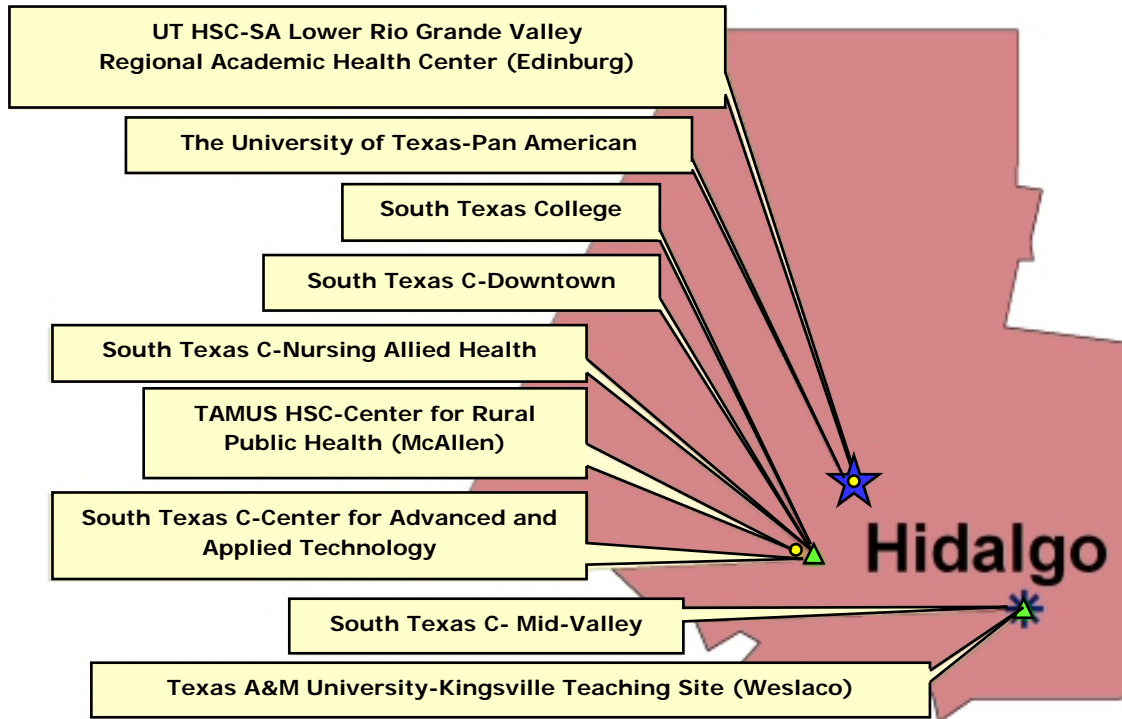 UT HSC-SA Lower Rio Grande Valley
Regional Academic Health Center (Edinburg)
The University of Texas-Pan American
South Texas College
South Texas C-Downtown
South Texas C-Nursing Allied Health
TAMUS HSC-Center for Rural
Public Health (McAllen)
South Texas C-Center for Advanced and
Applied Technology
Hidalgo
South Texas C- Mid-Valley
Texas A&M University-Kingsville Teaching Site (Weslaco)